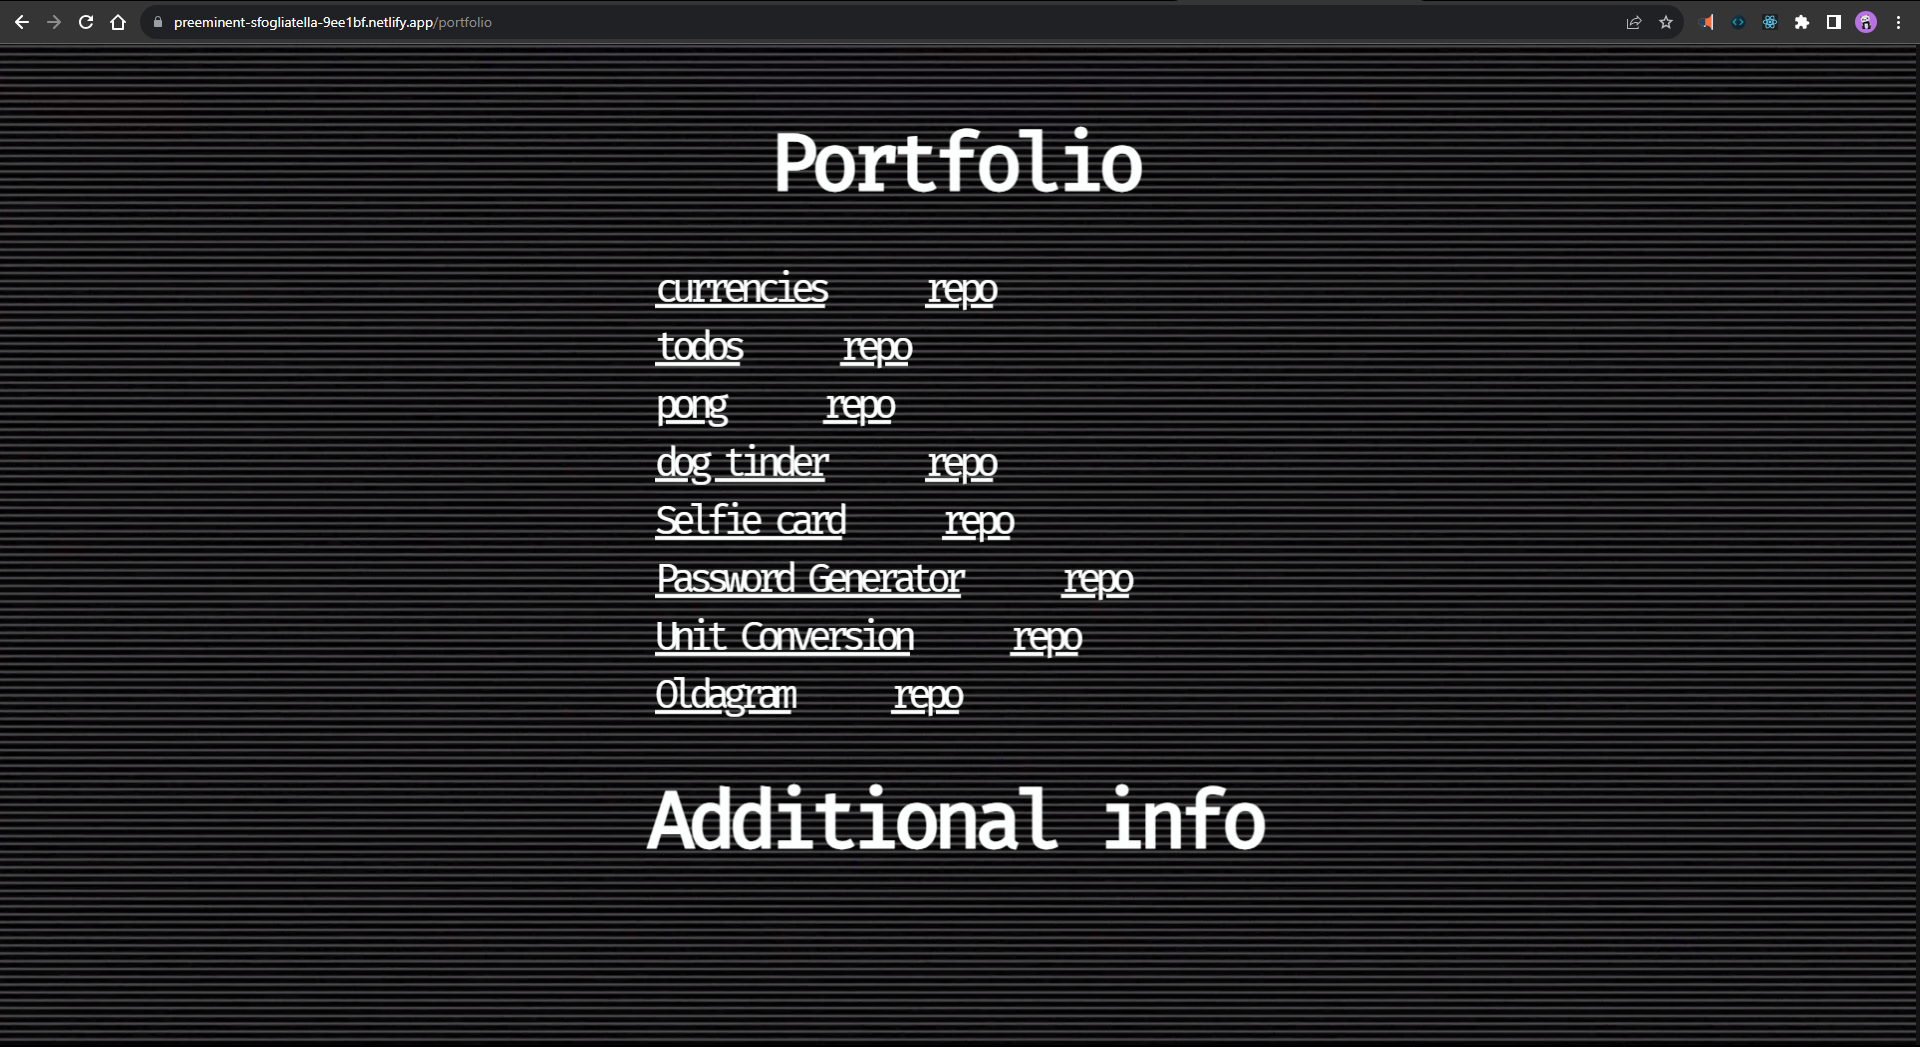 preeminent-sfogliatella-9ee1bf.netlify.app/portfolio
Portfolio
currencies repo
todos repo
pong repo
dog tinder repo
Selfie card repo
Password Generator repo
Unit Conversion repo
Oldagram repo
Additional info